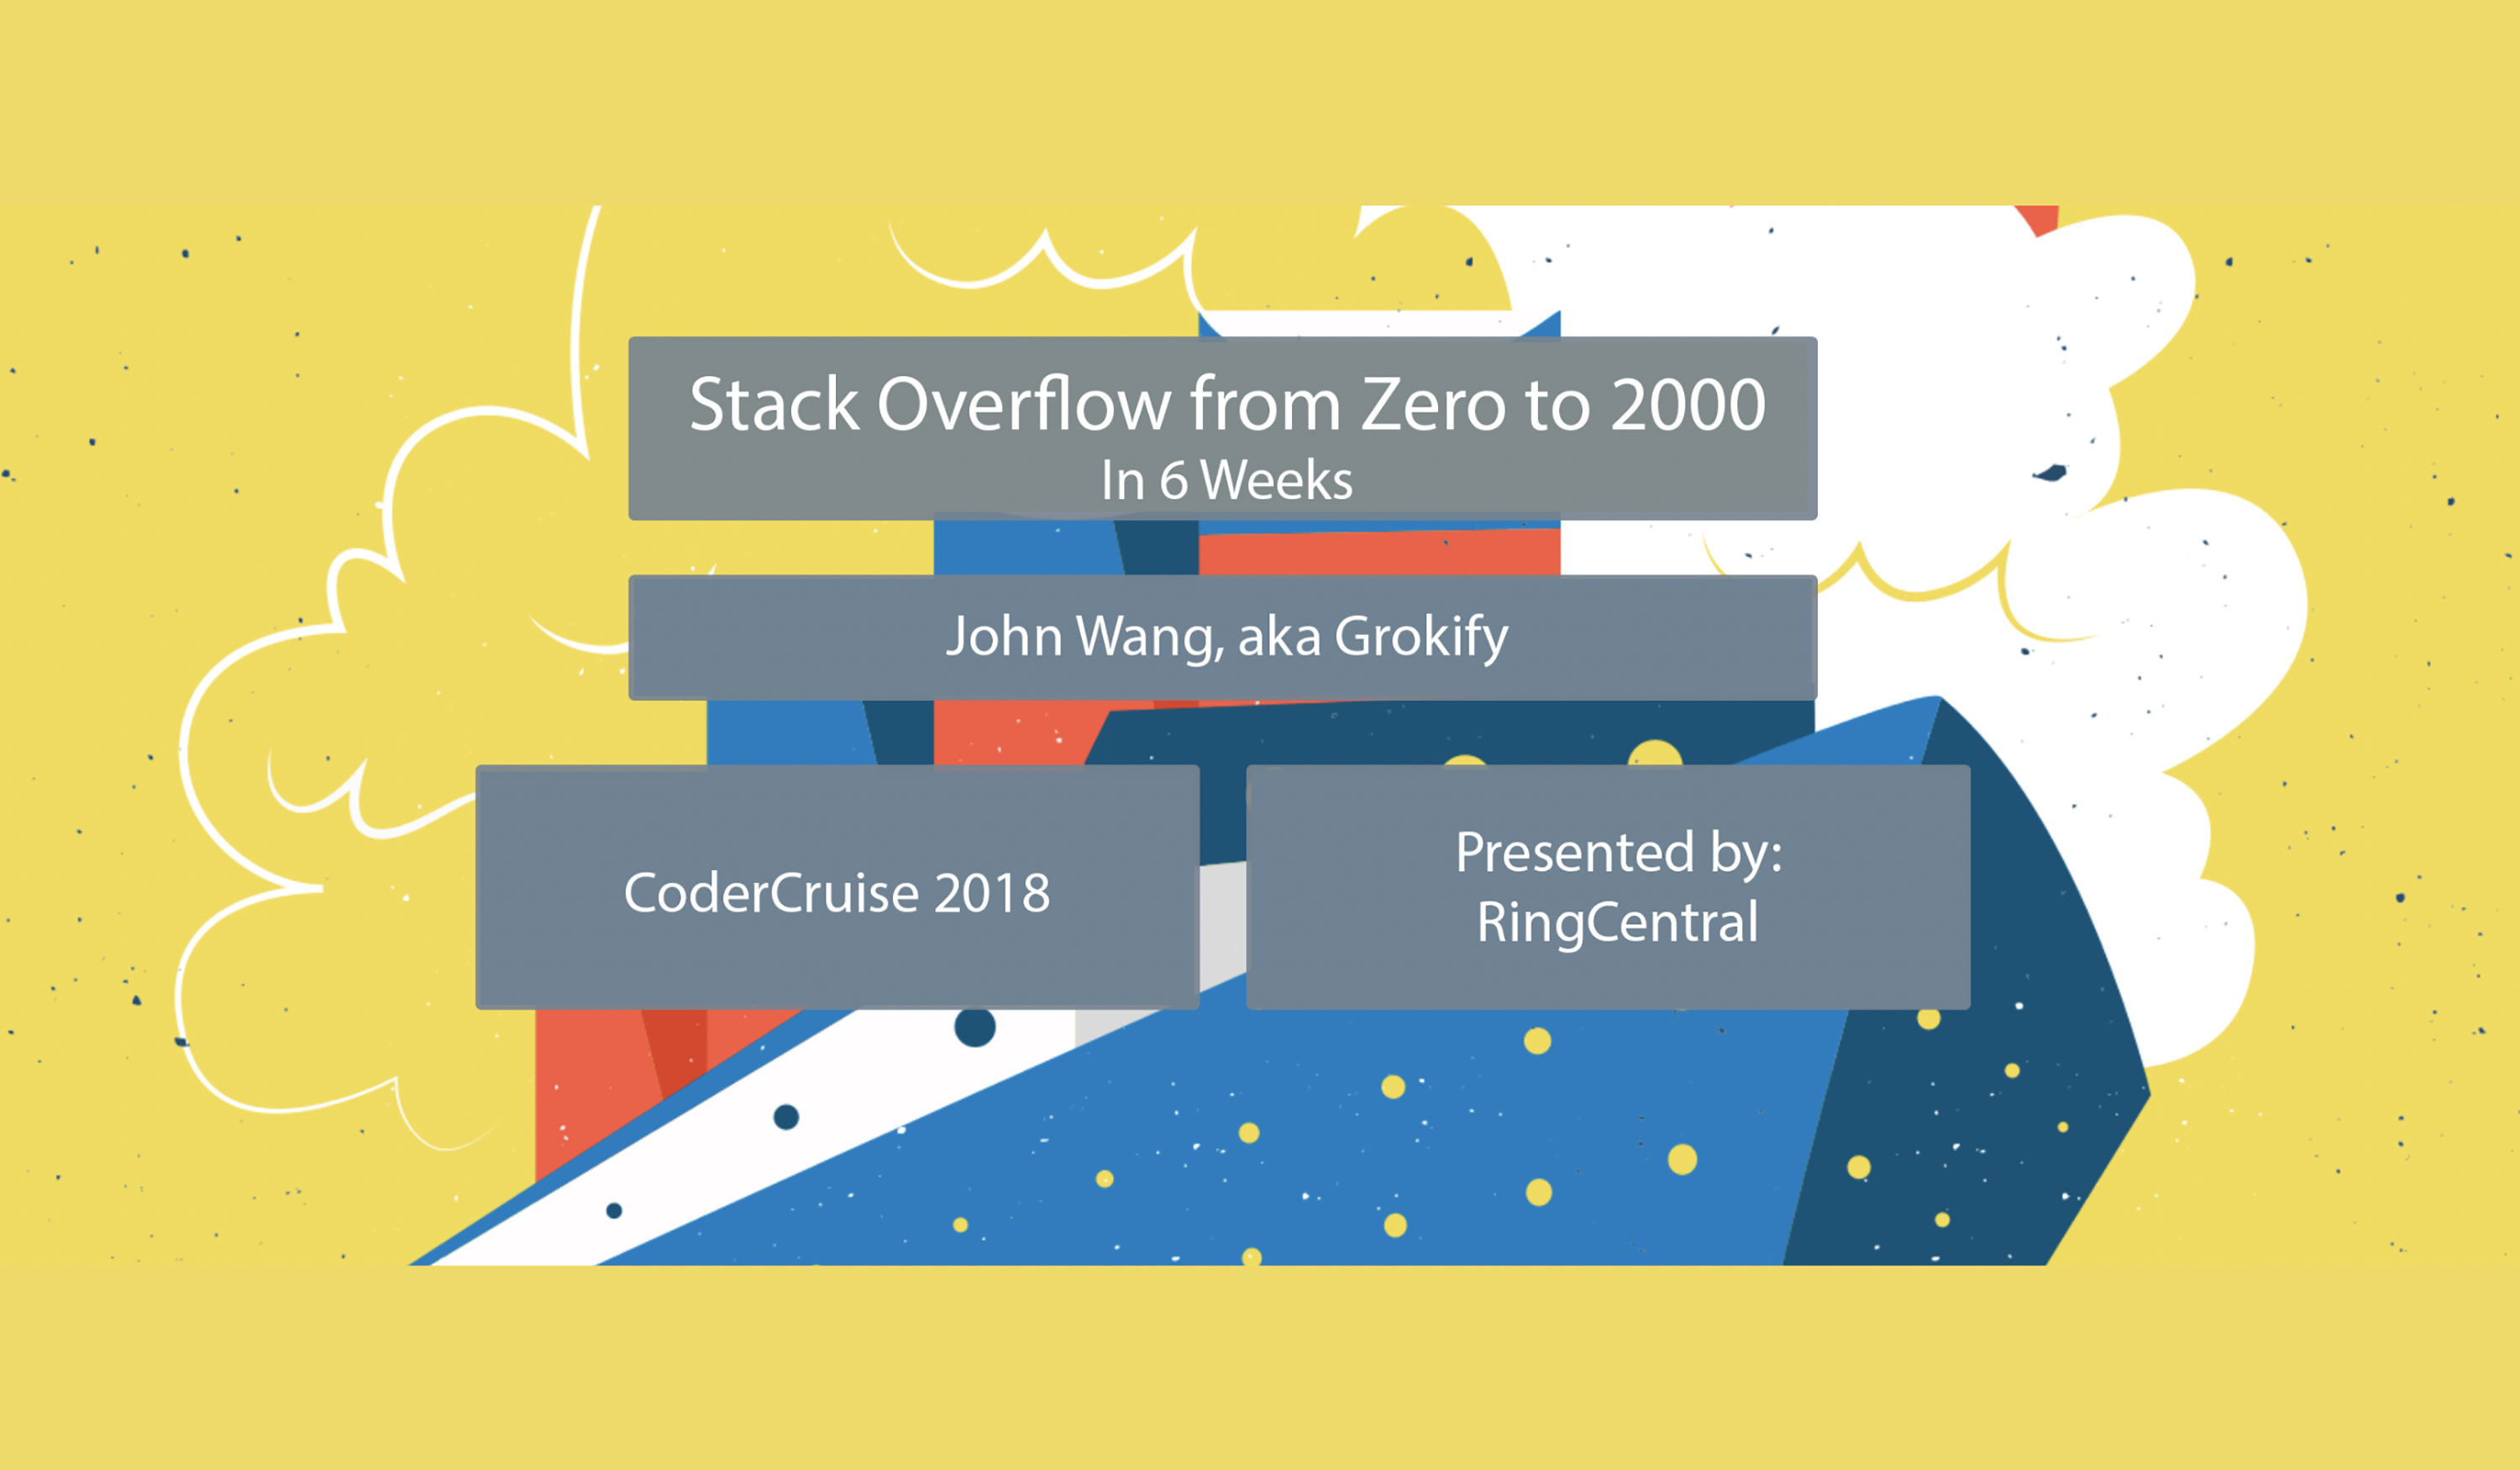 Stack Overflow from Zero to 2000
In 6 Weeks
John Wang, aka Grokify
CoderCruise 2018
Presented by:
RingCentral